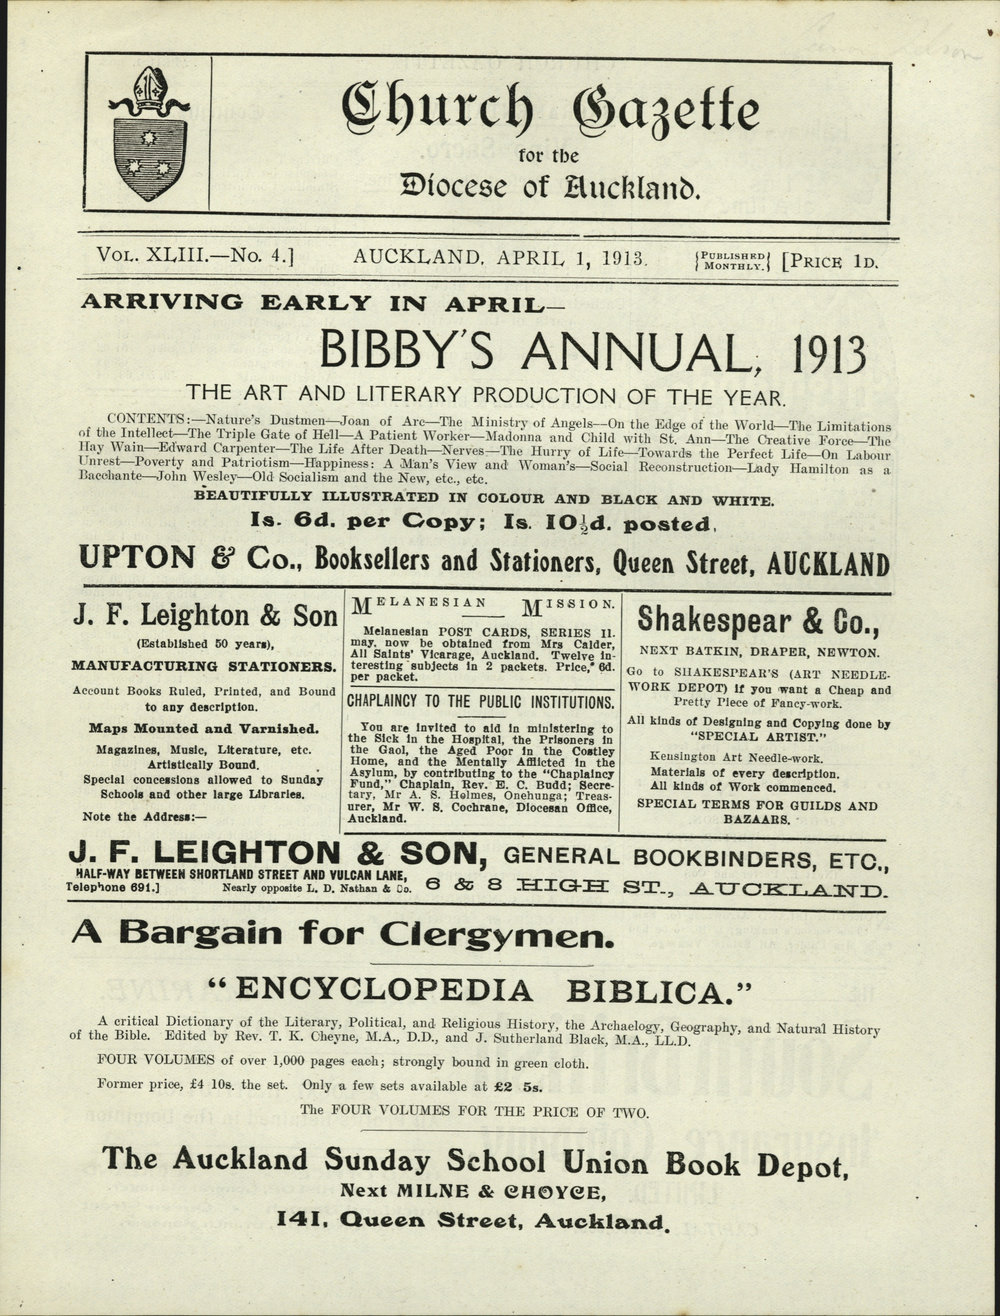 Church Gazette
for the
Diocese of Auckland.
VOL. XLIII.—No. 4.] AUCKLAND, APRIL 1, 1913. {PUBLISHED MONTHLY.} [PRICE 1D.
ARRIVING EARLY IN APRIL—
BIBBY'S ANNUAL, 1913
THE ART AND LITERARY PRODUCTION OF THE YEAR.
CONTENTS:—Nature's Dustmen—Joan of Arc—The Ministry of Angels—On the Edge of the World—The Limitations
of the Intellect—The Triple Gate of Hell—A Patient Worker—Madonna and Child with St. Ann—The Creative Force—The
Hay Wain—Edward Carpenter—The Life After Death—Nerves—The Hurry of Life—Towards the Perfect Life—On Labour
Unrest—Poverty and Patriotism—Happiness: A Man's View and Woman's—Social Reconstruction—Lady Hamilton as a
Bacchante—John Wesley—Old Socialism and the New, etc., etc.
BEAUTIFULLY ILLUSTRATED IN COLOUR AND BLACK AND WHITE.
1s. 6d. per Copy; 1s. 10½d. posted.
UPTON & Co., Booksellers and Stationers, Queen Street, AUCKLAND
J. F. Leighton & Son
(Established 50 years),
MANUFACTURING STATIONERS.
Account Books Ruled, Printed, and Bound
to any description.
Maps Mounted and Varnished.
Magazines, Music, Literature, etc.
Artistically Bound.
Special concessions allowed to Sunday
Schools and other large Libraries.
Note the Address:—
MELANESIAN MISSION.
Melanesian POST CARDS, SERIES II.
may, now be obtained from Mrs Calder,
All Saints' Vicarage, Auckland. Twelve in-
teresting subjects in 2 packets. Price, 6d.
per packet.
CHAPLAINCY TO THE PUBLIC INSTITUTIONS.
You are invited to aid in ministering to
the Sick in the Hospital, the Prisoners in
the Gaol, the Aged Poor in the Costley
Home, and the Mentally Afflicted in the
Asylum, by contributing to the "Chaplaincy
Fund," Chaplain, Rev. E. C. Budd; Secre-
tary, Mr A. S. Holmes, Onehunga; Treas-
urer, Mr W. S. Cochrane, Diocesan Office,
Auckland.
Shakespear & Co.,
NEXT BATKIN, DRAPER, NEWTON.
Go to SHAKESPEAR'S (ART NEEDLE-
WORK DEPOT) if you want a Cheap and
Pretty Piece of Fancy-work.
All kinds of Designing and Copying done by
"SPECIAL ARTIST."
Kensington Art Needle-work.
Materials of every description.
All kinds of Work commenced.
SPECIAL TERMS FOR GUILDS AND
BAZAARS.
J. F. LEIGHTON & SON, GENERAL BOOKBINDERS, ETC.,
HALF-WAY BETWEEN SHORTLAND STREET AND VULCAN LANE,
Telephone 691.] Nearly opposite L. D. Nathan & Co. 6 & 8 HIGH ST., AUCKLAND.
A Bargain for Clergymen.
"ENCYCLOPEDIA BIBLICA."
A critical Dictionary of the Literary, Political, and Religious History, the Archaelogy, Geography, and Natural History
of the Bible. Edited by Rev. T. K. Cheyne, M.A., D.D., and J. Sutherland Black, M.A., LL.D.
FOUR VOLUMES of over 1,000 pages each; strongly bound in green cloth.
Former price, £4 10s. the set. Only a few sets available at £2 5s.
The FOUR VOLUMES FOR THE PRICE OF TWO.
The Auckland Sunday School Union Book Depot,
Next MILNE & CHOYCE,
141, Queen Street, Auckland.